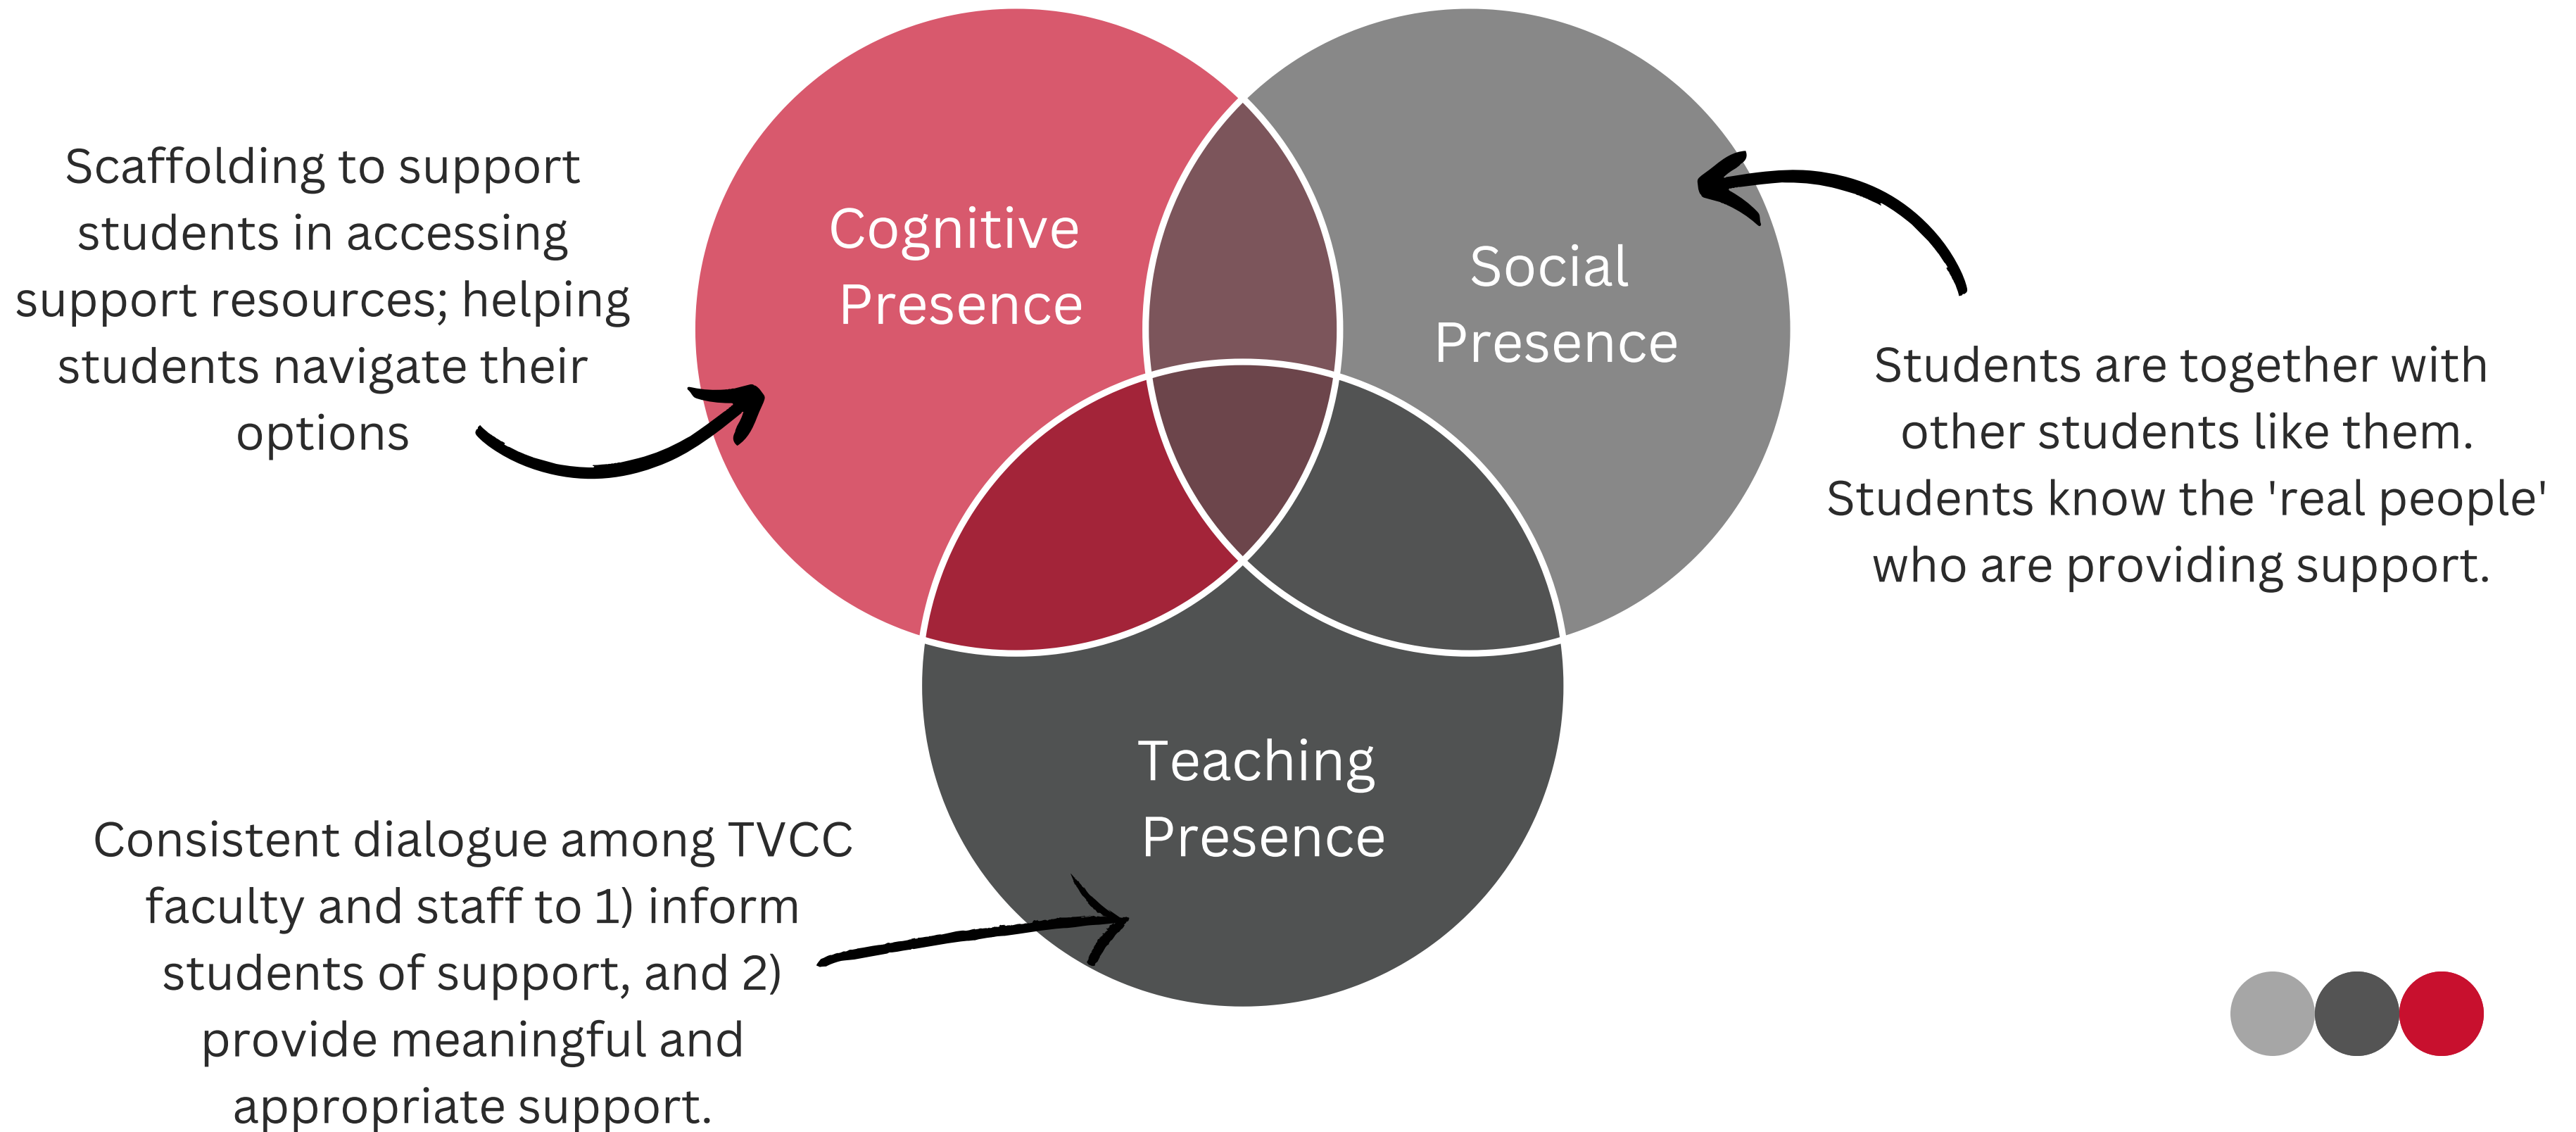 Scaffolding to support
students in accessing
support resources; helping
students navigate their
options
Cognitive
Presence
Social
Presence
Students are together with
other students like them.
Students know the 'real people'
who are providing support.
Teaching
Presence
Consistent dialogue among TVCC
faculty and staff to 1) inform
students of support, and 2)
provide meaningful and
appropriate support.